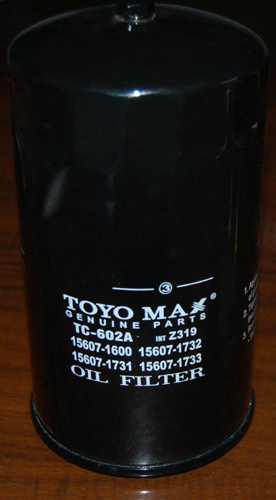 3
TOYO MAX
GENUINE PARTS
TC-602A INT Z319
15607-1600 15607-1732
15607-1731 15607-1733
OIL FILTER